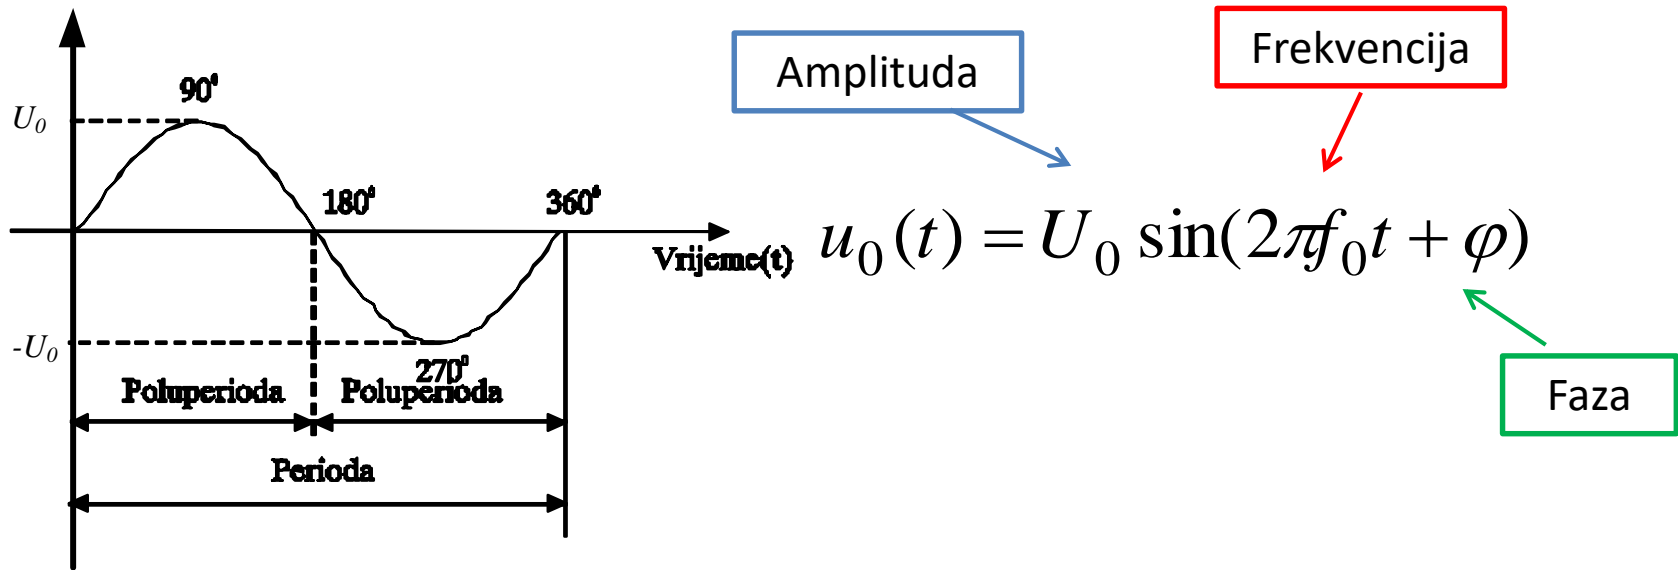 Amplituda
Frekvencija
90°
U₀
180°
360°
Vrijeme(t)
u₀(t) = U₀ sin(2πf₀t + φ)
-U₀
270°
Poluperioda
Poluperioda
Faza
Perioda